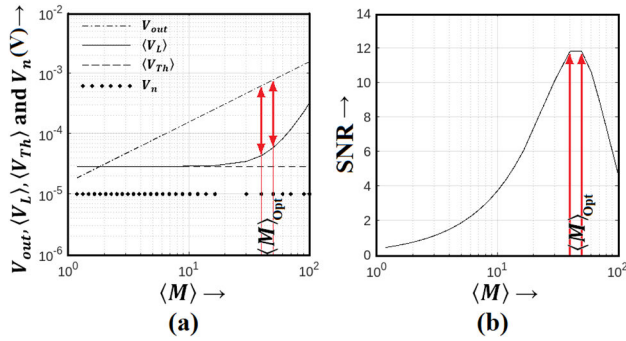 V_out
⟨V_L⟩
⟨V_Th⟩
V_n
V_out, ⟨V_L⟩, ⟨V_Th⟩ and V_n(V)→
10^-2
10^-3
10^-4
10^-5
10^-6
10^0
10^1
10^2
⟨M⟩_Opt
⟨M⟩ →
(a)
SNR →
14
12
10
8
6
4
2
0
10^0
10^1
10^2
⟨M⟩_Opt
⟨M⟩ →
(b)